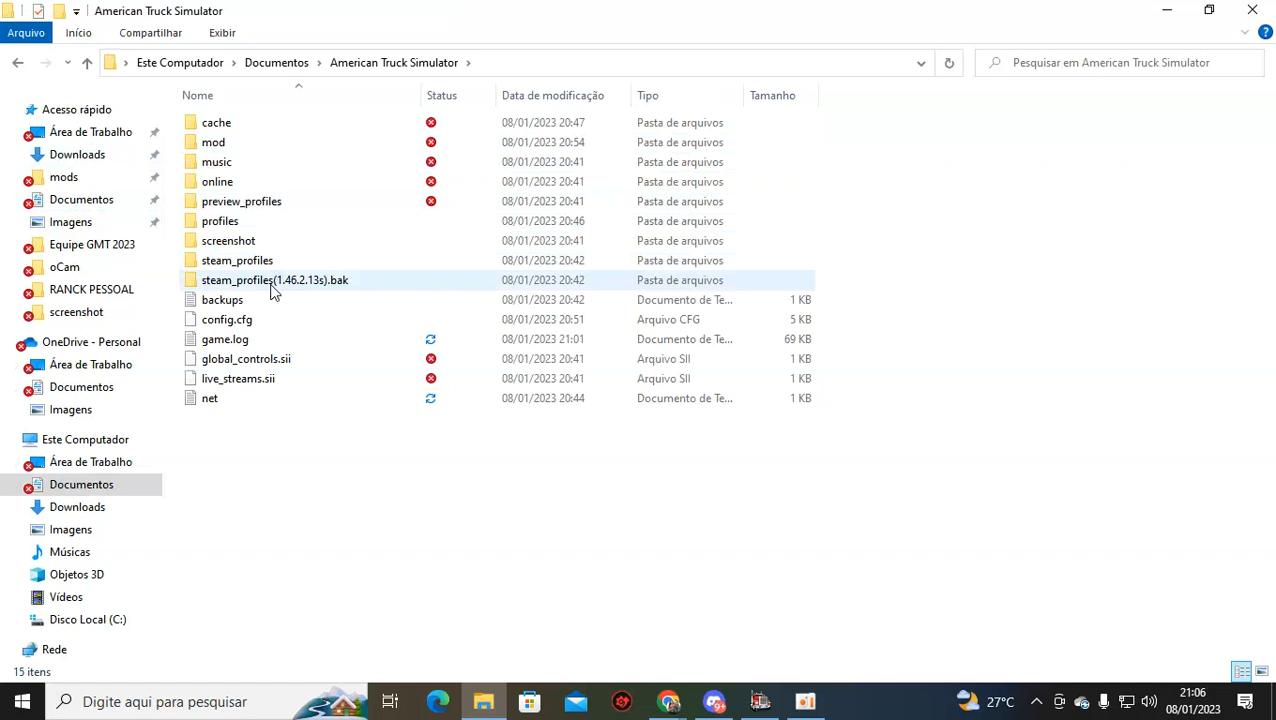 American Truck Simulator
Arquivo Início Compartilhar Exibir
Este Computador Documentos American Truck Simulator
Pesquisar em American Truck Simulator
Nome Status Data de modificação Tipo Tamanho
Acesso rápido
Área de Trabalho
Downloads
mods
Documentos
Imagens
Equipe GMT 2023
oCam
RANCK PESSOAL
screenshot
OneDrive - Personal
Área de Trabalho
Documentos
Imagens
Este Computador
Área de Trabalho
Documentos
Downloads
Imagens
Músicas
Objetos 3D
Vídeos
Disco Local (C:)
Rede
cache 08/01/2023 20:47 Pasta de arquivos
mod 08/01/2023 20:54 Pasta de arquivos
music 08/01/2023 20:41 Pasta de arquivos
online 08/01/2023 20:41 Pasta de arquivos
preview_profiles 08/01/2023 20:41 Pasta de arquivos
profiles 08/01/2023 20:46 Pasta de arquivos
screenshot 08/01/2023 20:41 Pasta de arquivos
steam_profiles 08/01/2023 20:42 Pasta de arquivos
steam_profiles(1.46.2.13s).bak 08/01/2023 20:42 Pasta de arquivos
backups 08/01/2023 20:42 Documento de Te... 1 KB
config.cfg 08/01/2023 20:51 Arquivo CFG 5 KB
game.log 08/01/2023 21:01 Documento de Te... 69 KB
global_controls.sii 08/01/2023 20:41 Arquivo SII 1 KB
live_streams.sii 08/01/2023 20:41 Arquivo SII 1 KB
net 08/01/2023 20:44 Documento de Te... 1 KB
15 itens
Digite aqui para pesquisar
27°C
21:06
08/01/2023